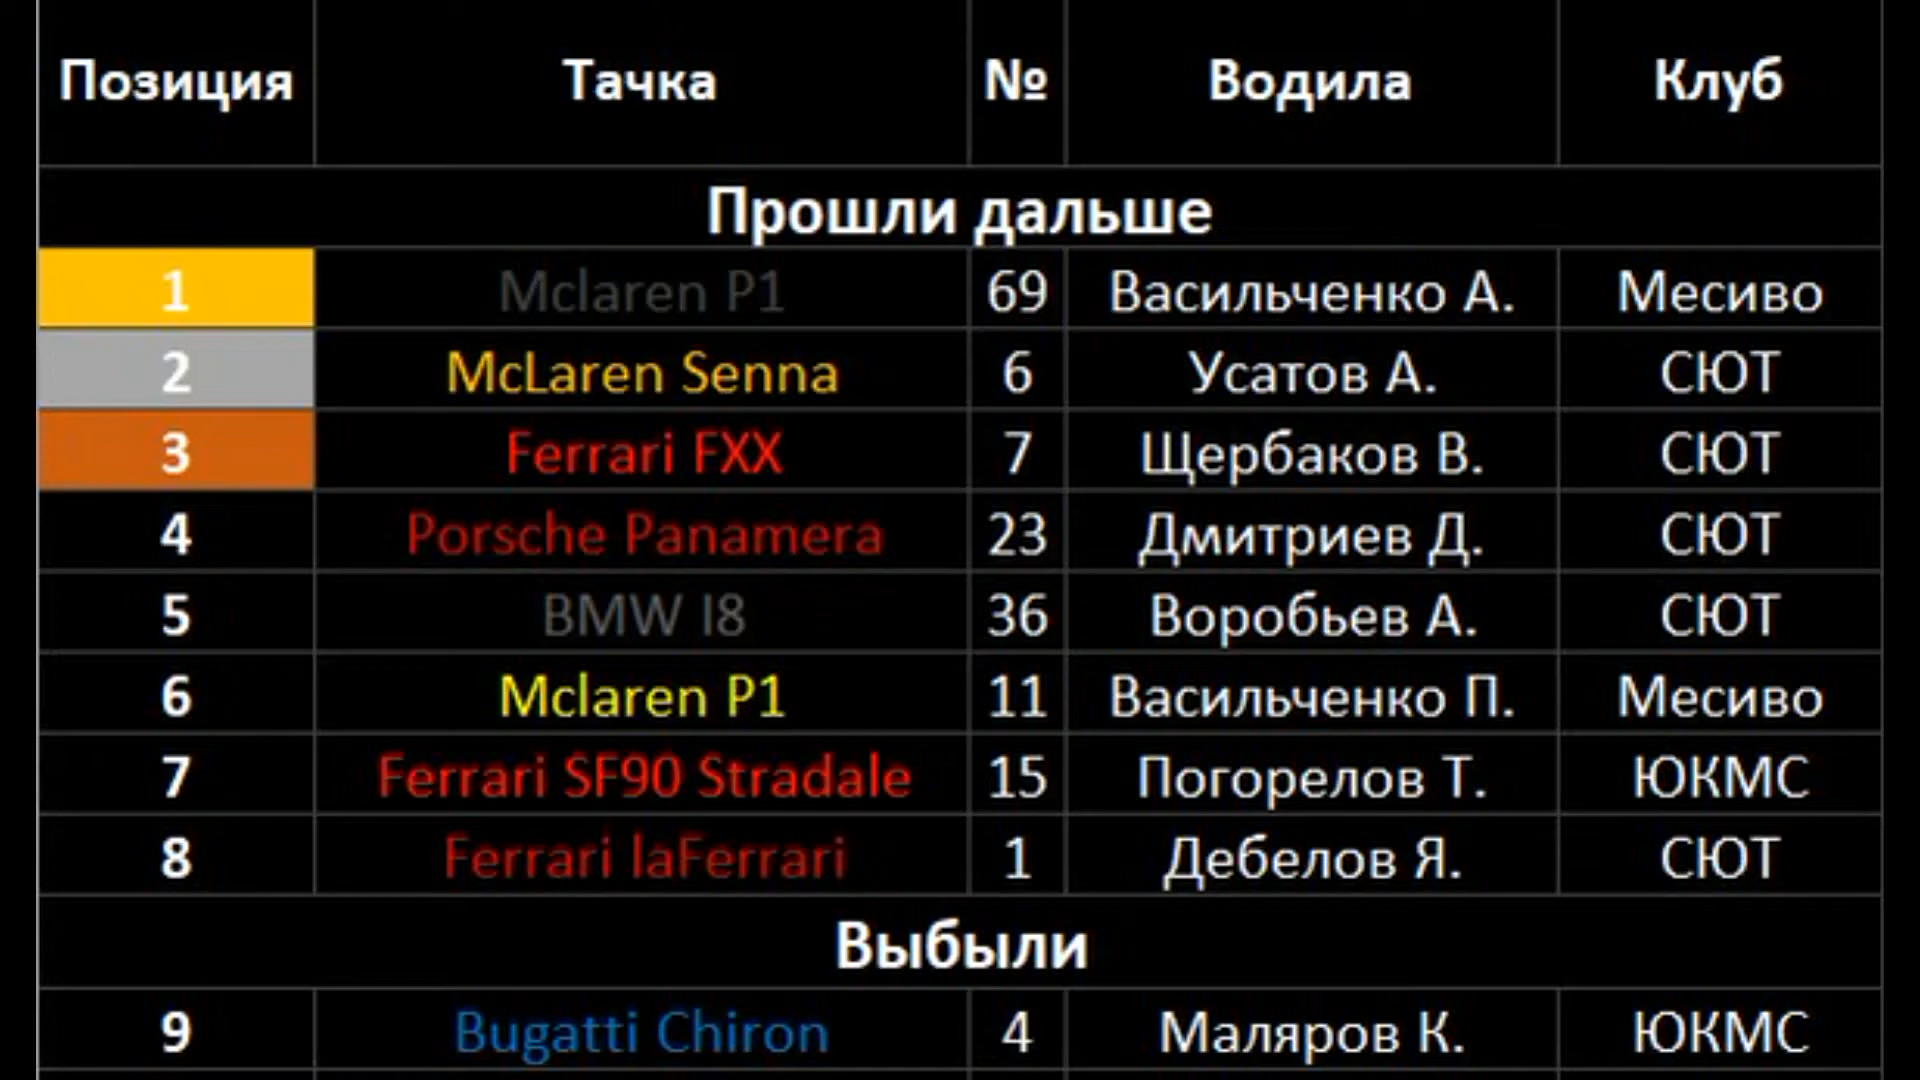 Позиция Тачка № Водила Клуб
Прошли дальше
1 Mclaren P1 69 Васильченко А. Месиво
2 McLaren Senna 6 Усатов А. СЮТ
3 Ferrari FXX 7 Щербаков В. СЮТ
4 Porsche Panamera 23 Дмитриев Д. СЮТ
5 BMW I8 36 Воробьев А. СЮТ
6 Mclaren P1 11 Васильченко П. Месиво
7 Ferrari SF90 Stradale 15 Погорелов Т. ЮКМС
8 Ferrari laFerrari 1 Дебелов Я. СЮТ
Выбыли
9 Bugatti Chiron 4 Маляров К. ЮКМС